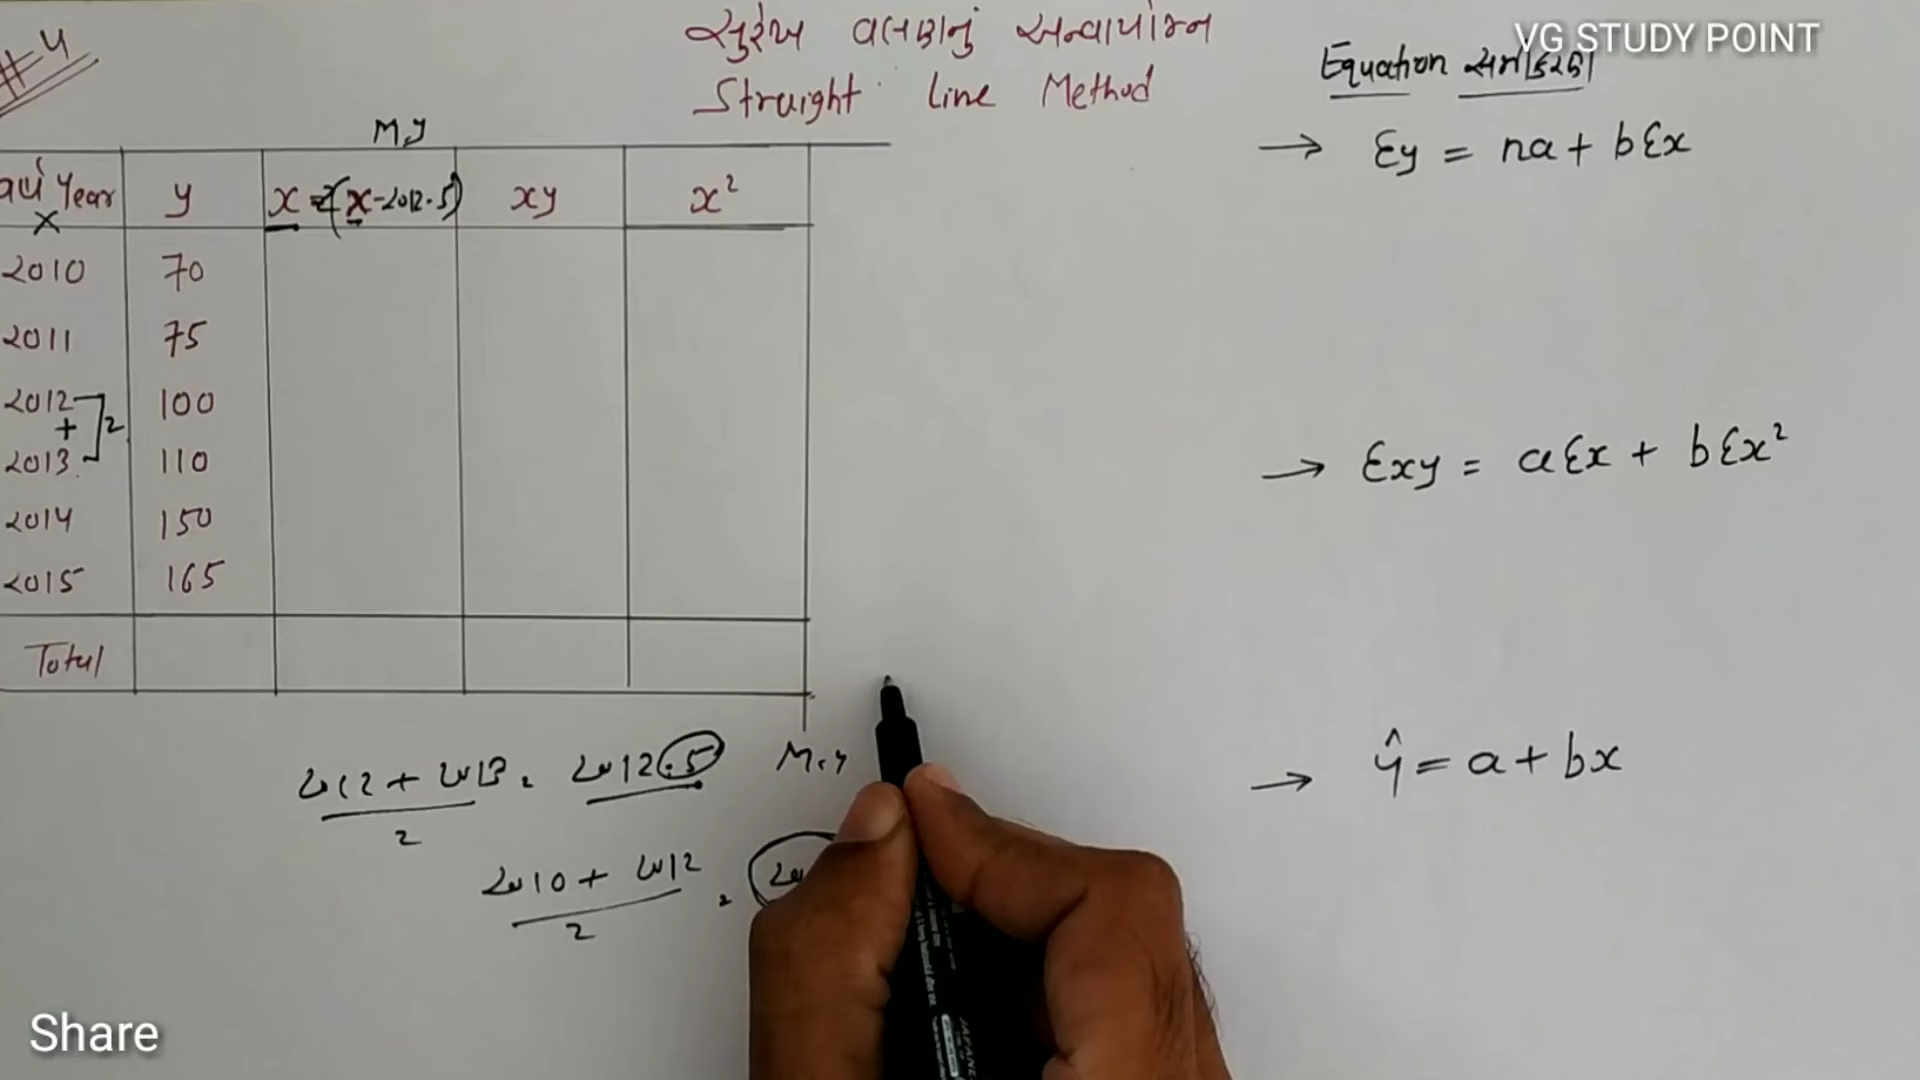 #4
સુરેખ વલણનું અન્વાયોજન
Straight Line Method
VG STUDY POINT
Equation સમીકરણ
→ Σy = na + bΣx
→ Σxy = aΣx + bΣx²
→ ŷ = a + bx
M.y
વર્ષ Year X y x = 2(x-2012.5) xy x²
2010 70
2011 75
2012 100
+ 2
2013 110
2014 150
2015 165
Total
2012 + 2013 = 2012.5 M.y
2
2010 + 2012 =
2
Share